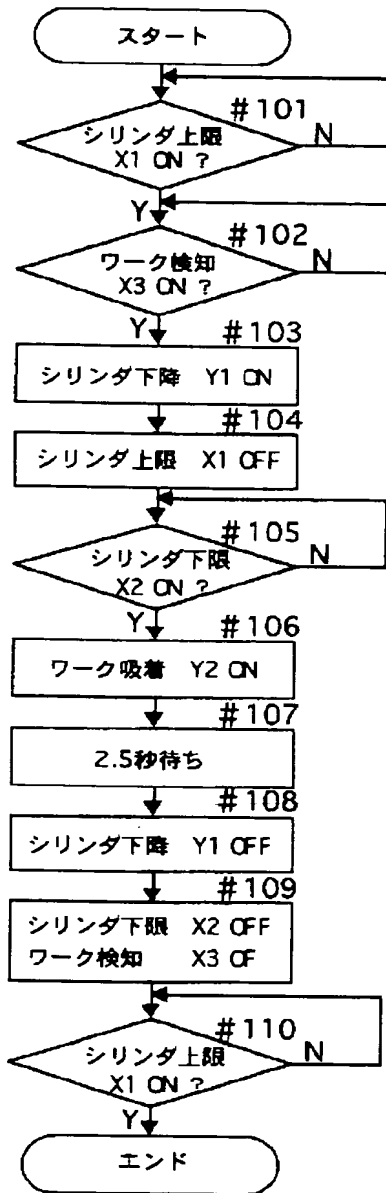 スタート
#101
シリンダ上限
X1 ON ?
N
Y
#102
ワーク検知
X3 ON ?
N
Y
#103
シリンダ下降 Y1 ON
#104
シリンダ上限 X1 OFF
#105
シリンダ下限
X2 ON ?
N
Y
#106
ワーク吸着 Y2 ON
#107
2.5秒待ち
#108
シリンダ下降 Y1 OFF
#109
シリンダ下限 X2 OFF
ワーク検知 X3 OF
#110
シリンダ上限
X1 ON ?
N
Y
エンド